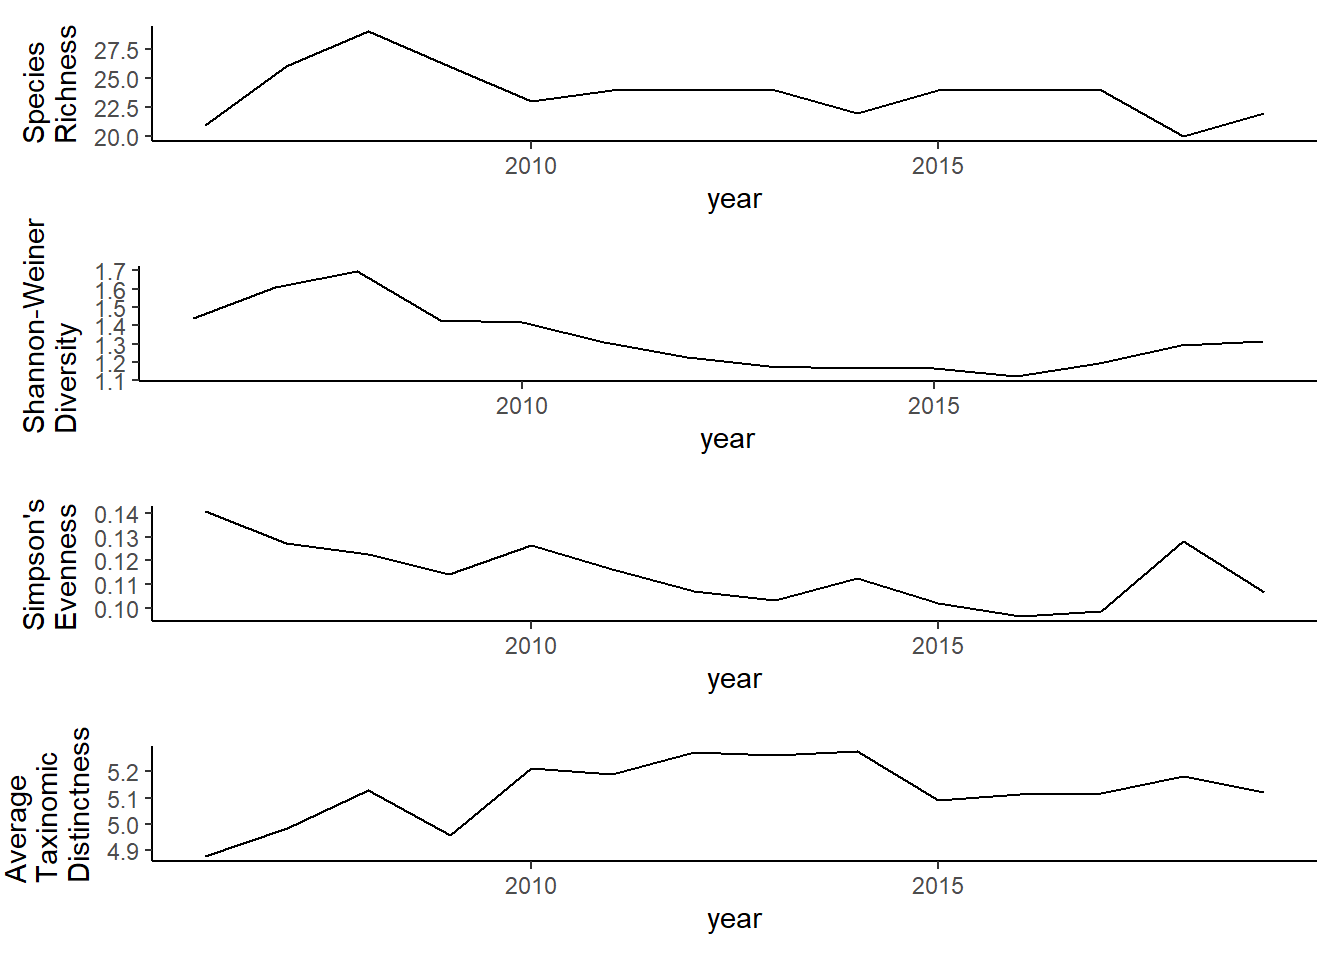 Species
Richness
27.5
25.0
22.5
20.0
2010
2015
year
Shannon-Weiner
Diversity
1.7
1.6
1.5
1.4
1.3
1.2
1.1
2010
2015
year
Simpson's
Evenness
0.14
0.13
0.12
0.11
0.10
2010
2015
year
Average
Taxinomic
Distinctness
5.2
5.1
5.0
4.9
2010
2015
year